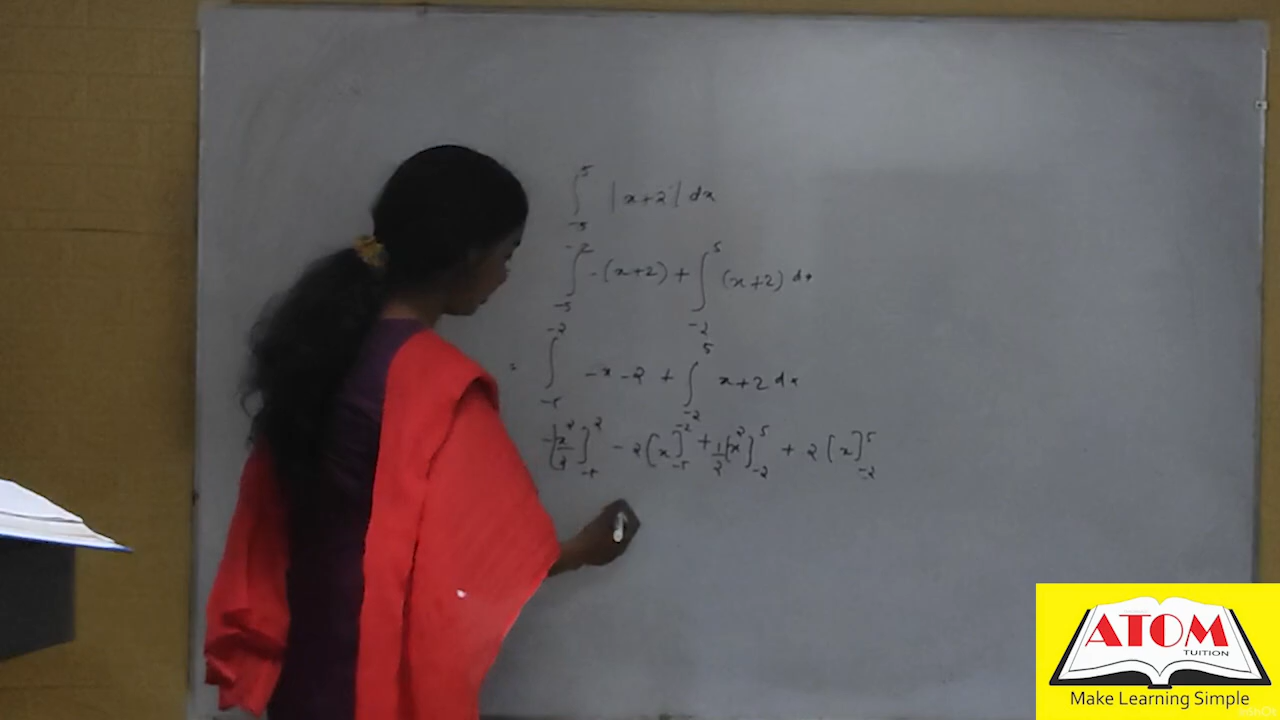 ∫_{-5}^{5} |x+2| dx
∫_{-5}^{-2} -(x+2) + ∫_{-2}^{5} (x+2) dx
= ∫_{-5}^{-2} -x-2 + ∫_{-2}^{5} x+2 dx
-[x²/2]_{-5}^{2} - 2[x]_{-5}^{-2} + 1/2[x²]_{-2}^{5} + 2[x]_{-2}^{5}
ATOM
TUITION
Make Learning Simple